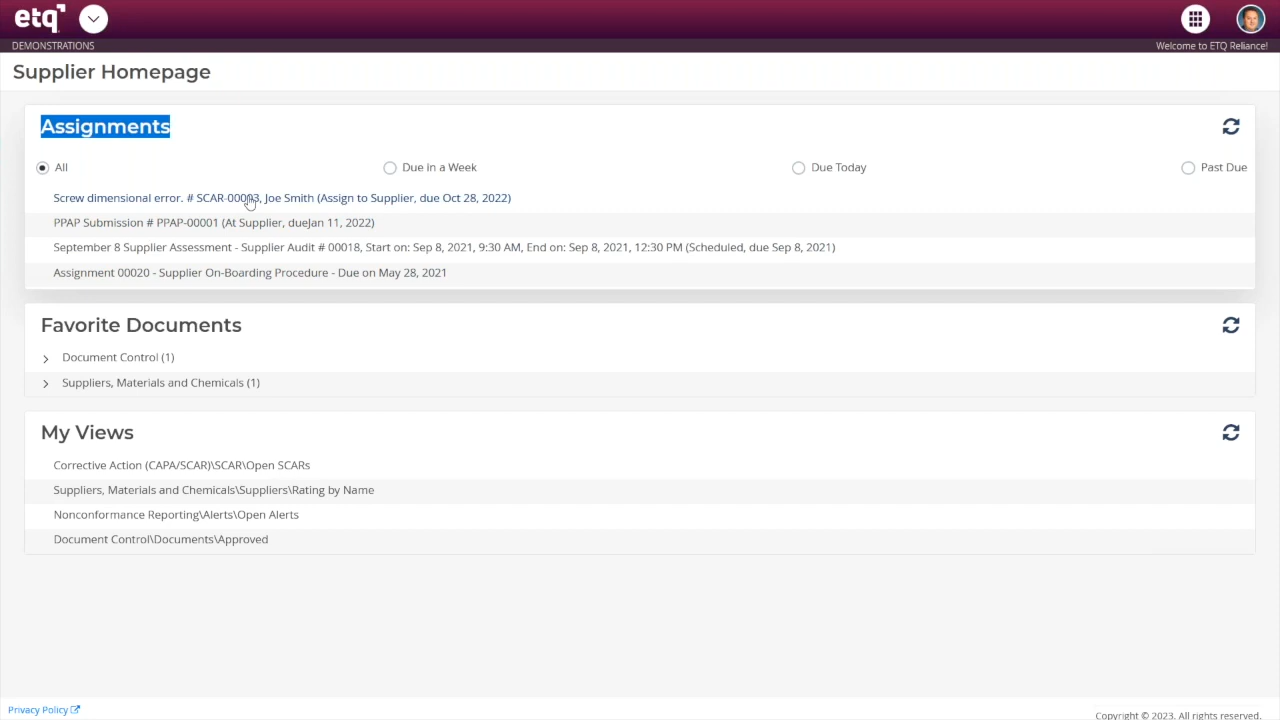 etq
DEMONSTRATIONS
Welcome to ETQ Reliance!
Supplier Homepage
Assignments
All
Due in a Week
Due Today
Past Due
Screw dimensional error. # SCAR-00003, Joe Smith (Assign to Supplier, due Oct 28, 2022)
PPAP Submission # PPAP-00001 (At Supplier, dueJan 11, 2022)
September 8 Supplier Assessment - Supplier Audit # 00018, Start on: Sep 8, 2021, 9:30 AM, End on: Sep 8, 2021, 12:30 PM (Scheduled, due Sep 8, 2021)
Assignment 00020 - Supplier On-Boarding Procedure - Due on May 28, 2021
Favorite Documents
Document Control (1)
Suppliers, Materials and Chemicals (1)
My Views
Corrective Action (CAPA/SCAR)\SCAR\Open SCARs
Suppliers, Materials and Chemicals\Suppliers\Rating by Name
Nonconformance Reporting\Alerts\Open Alerts
Document Control\Documents\Approved
Privacy Policy
Copyright © 2023. All rights reserved.